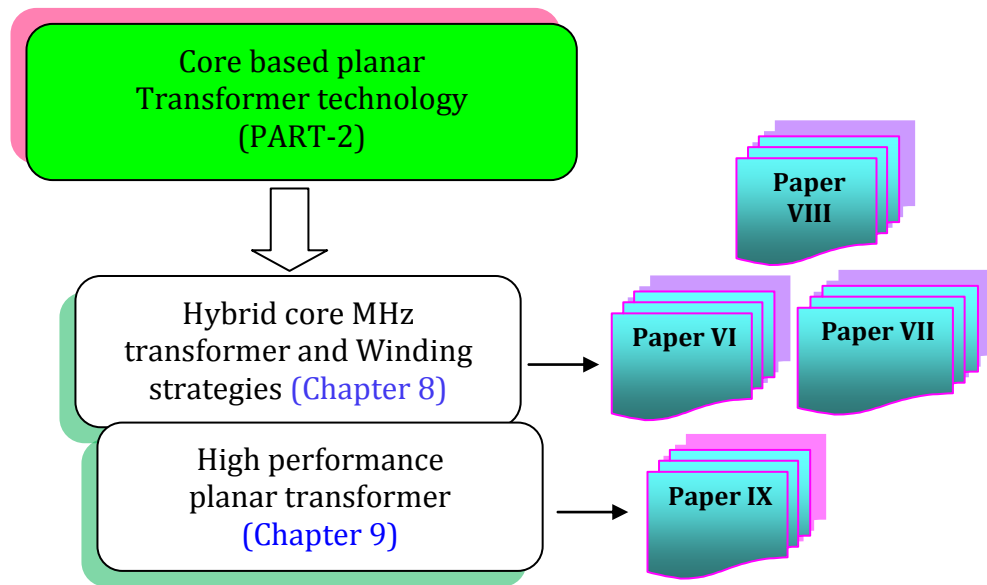 Core based planar
Transformer technology
(PART-2)
Paper
VIII
Hybrid core MHz
transformer and Winding
strategies (Chapter 8)
Paper VI
Paper VII
High performance
planar transformer
(Chapter 9)
Paper IX